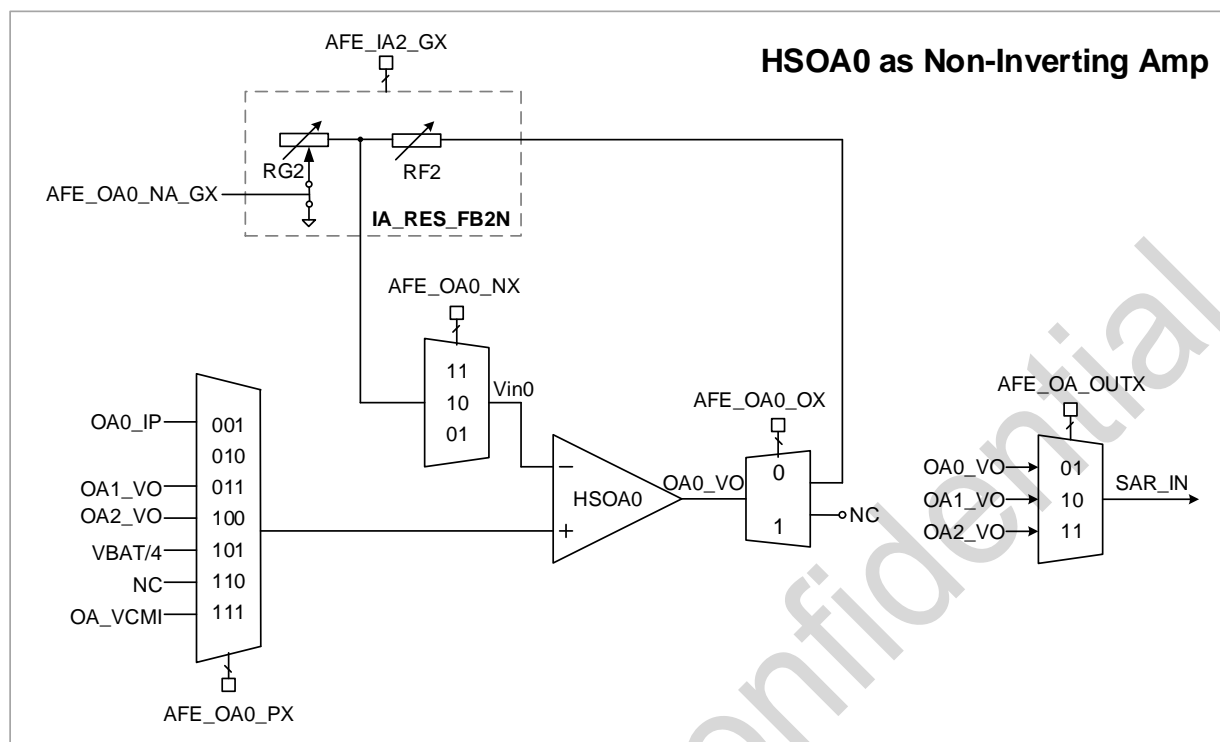 AFE_IA2_GX
HSOA0 as Non-Inverting Amp
RG2
RF2
AFE_OA0_NA_GX
IA_RES_FB2N
AFE_OA0_NX
11
10
01
Vin0
AFE_OA0_OX
0
1
NC
AFE_OA_OUTX
OA0_VO
01
OA1_VO
10
OA2_VO
11
SAR_IN
OA0_IP
001
010
OA1_VO
011
OA2_VO
100
VBAT/4
101
NC
110
OA_VCMI
111
HSOA0
−
+
OA0_VO
AFE_OA0_PX
onfidential